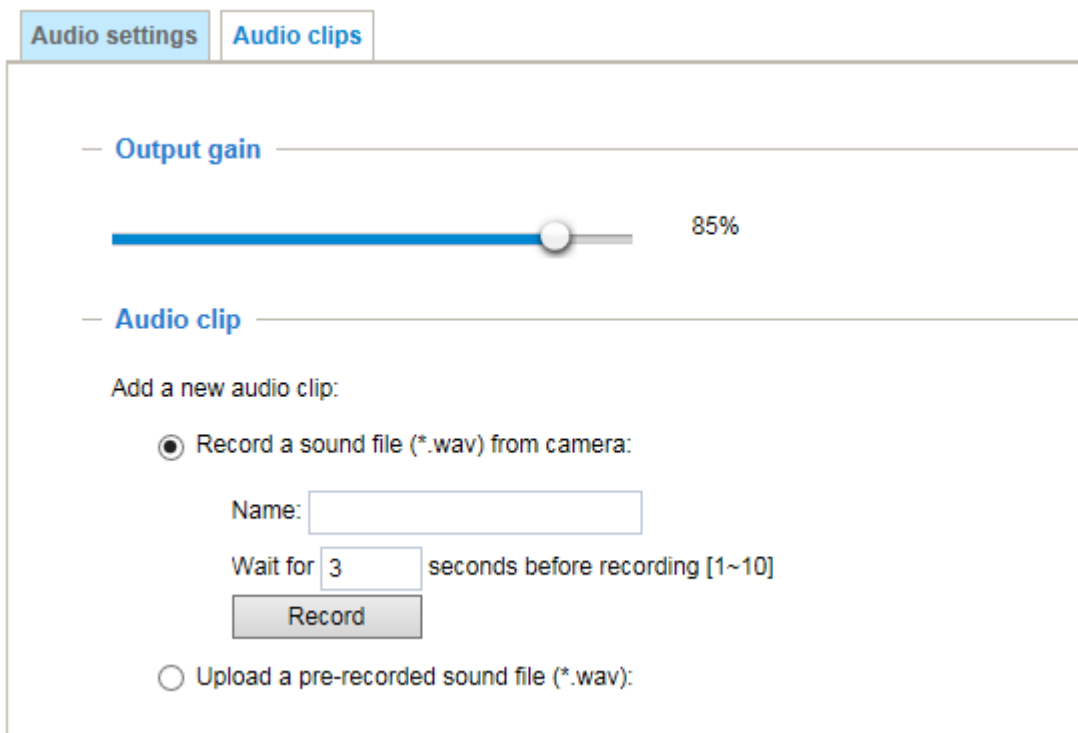 Audio settings Audio clips
Output gain
85%
Audio clip
Add a new audio clip:
Record a sound file (*.wav) from camera:
Name:
Wait for 3 seconds before recording [1~10]
Record
Upload a pre-recorded sound file (*.wav):